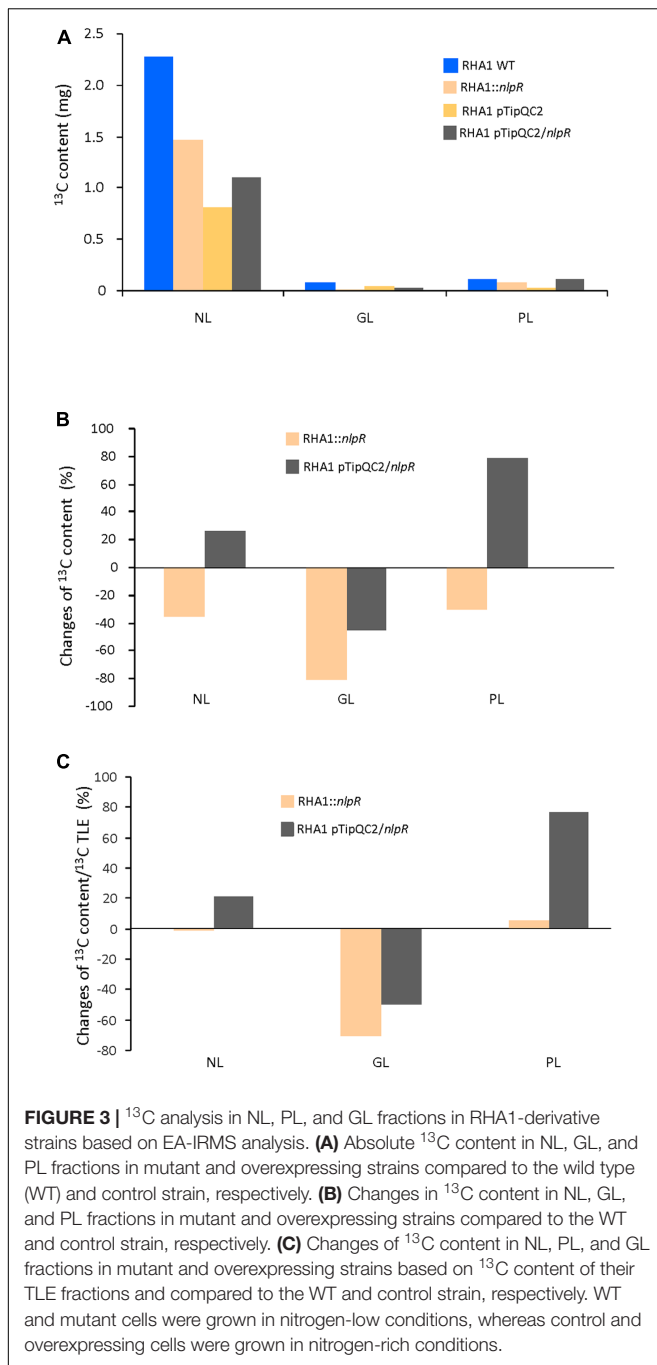 A
2.5
2.0
1.5
1.0
0.5
0
¹³C content (mg)
RHA1 WT
RHA1::nlpR
RHA1 pTipQC2
RHA1 pTipQC2/nlpR
NL GL PL
B
100
80
60
40
20
0
-20
-40
-60
-80
-100
Changes of ¹³C content (%)
RHA1::nlpR
RHA1 pTipQC2/nlpR
NL GL PL
C
100
80
60
40
20
0
-20
-40
-60
-80
Changes of ¹³C content/¹³C TLE (%)
RHA1::nlpR
RHA1 pTipQC2/nlpR
NL GL PL
FIGURE 3 | ¹³C analysis in NL, PL, and GL fractions in RHA1-derivative
strains based on EA-IRMS analysis. (A) Absolute ¹³C content in NL, GL, and
PL fractions in mutant and overexpressing strains compared to the wild type
(WT) and control strain, respectively. (B) Changes in ¹³C content in NL, GL,
and PL fractions in mutant and overexpressing strains compared to the WT
and control strain, respectively. (C) Changes of ¹³C content in NL, PL, and GL
fractions in mutant and overexpressing strains based on ¹³C content of their
TLE fractions and compared to the WT and control strain, respectively. WT
and mutant cells were grown in nitrogen-low conditions, whereas control and
overexpressing cells were grown in nitrogen-rich conditions.